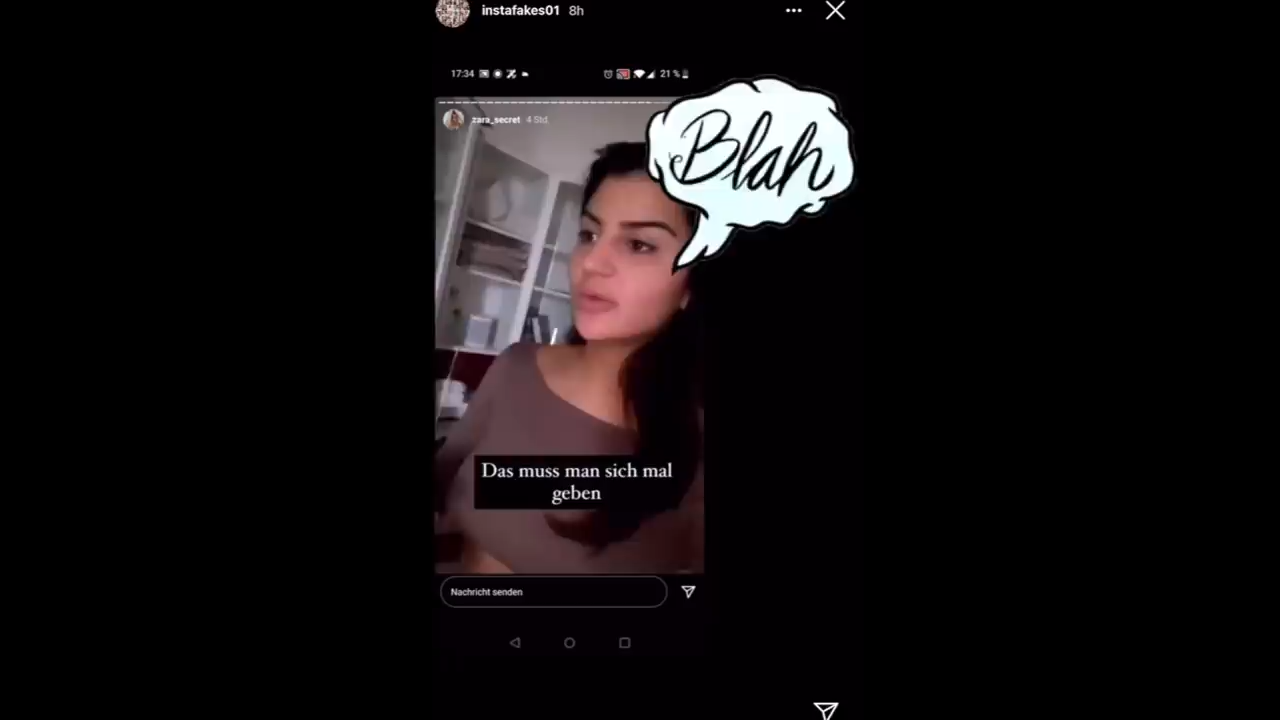 instafakes01 8h
17:34 21 %
Blah
zara_secret 4 Std.
Das muss man sich mal
geben
Nachricht senden